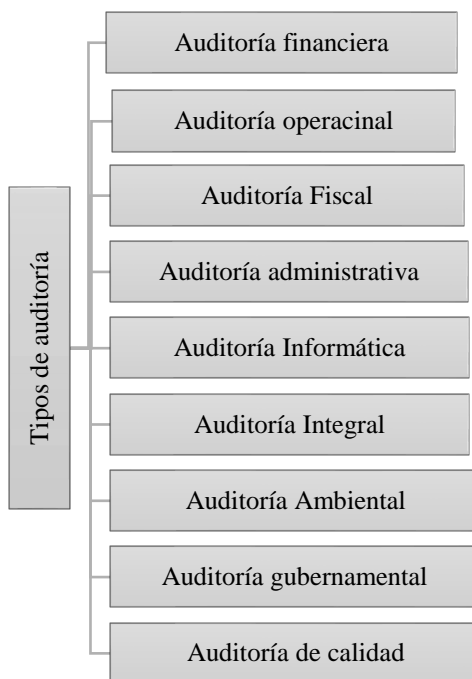 Tipos de auditoría
Auditoría financiera
Auditoría operacinal
Auditoría Fiscal
Auditoría administrativa
Auditoría Informática
Auditoría Integral
Auditoría Ambiental
Auditoría gubernamental
Auditoría de calidad